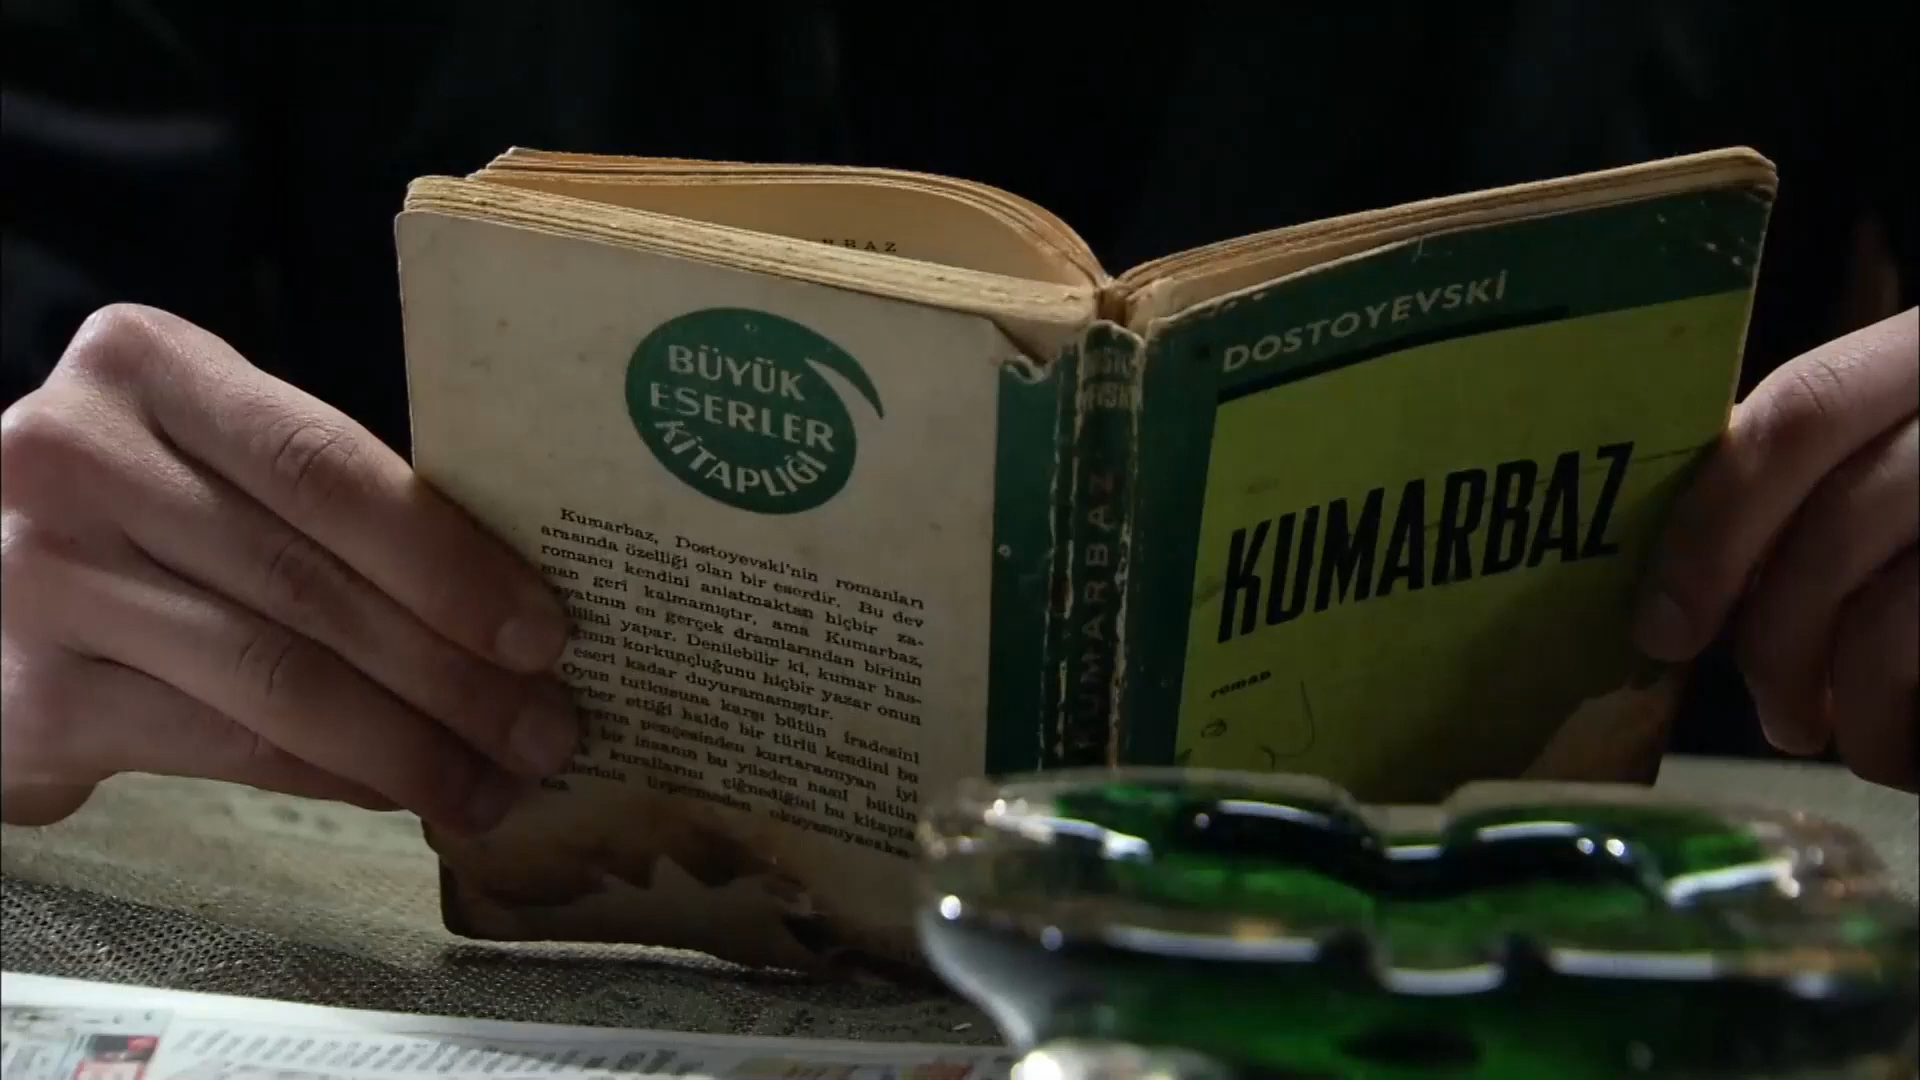 BÜYÜK
ESERLER
KİTAPLIĞI
Kumarbaz, Dostoyevski'nin romanları
arasında özelliği olan bir eserdir. Bu dev
romancı kendini anlatmaktan hiçbir za-
man geri kalmamıştır, ama Kumarbaz,
en gerçek dramlarından birinin
yapar. Denilebilir ki, kumar has-
korkunçluğunu hiçbir yazar onun
eseri kadar duyuramamıştır.
Oyun tutkusuna karşı bütün iradesini
ettiği halde bir türlü kendini bu
pençesinden kurtaramıyan iyi
bir insanın bu yüzden nasıl bütün
kurallarını çiğnediğini bu kitapta
ürpermeden okuyamıyacak-
KUMARBAZ
DOSTOYEVSKİ
KUMARBAZ
roman